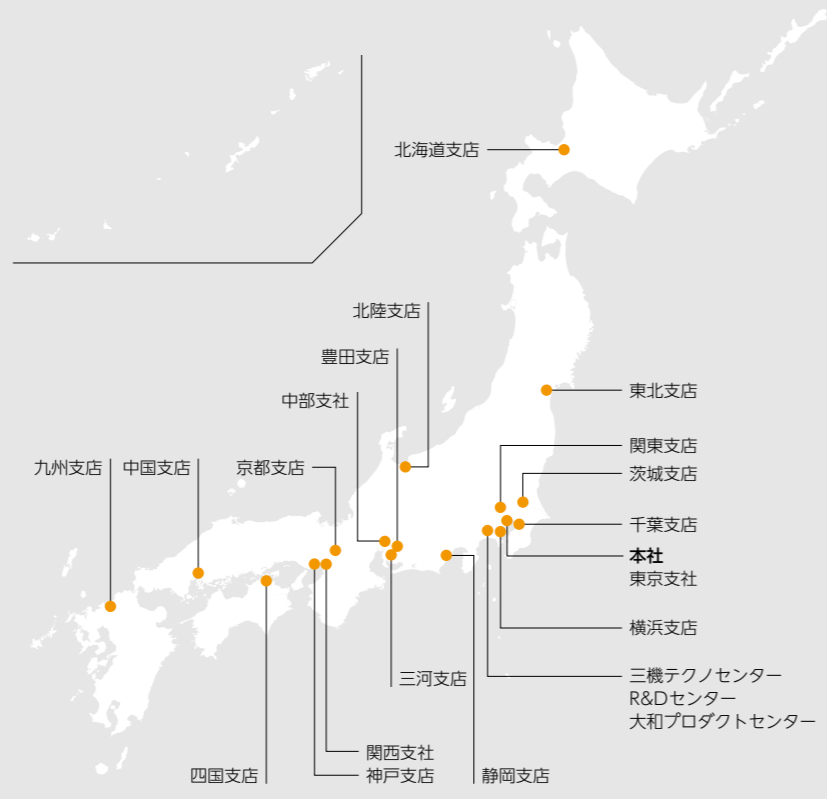 北海道支店
北陸支店
豊田支店
中部支社
東北支店
関東支店
九州支店
中国支店
京都支店
茨城支店
千葉支店
本社
東京支社
横浜支店
三河支店
三機テクノセンター
R&Dセンター
大和プロダクトセンター
関西支社
四国支店
神戸支店
静岡支店